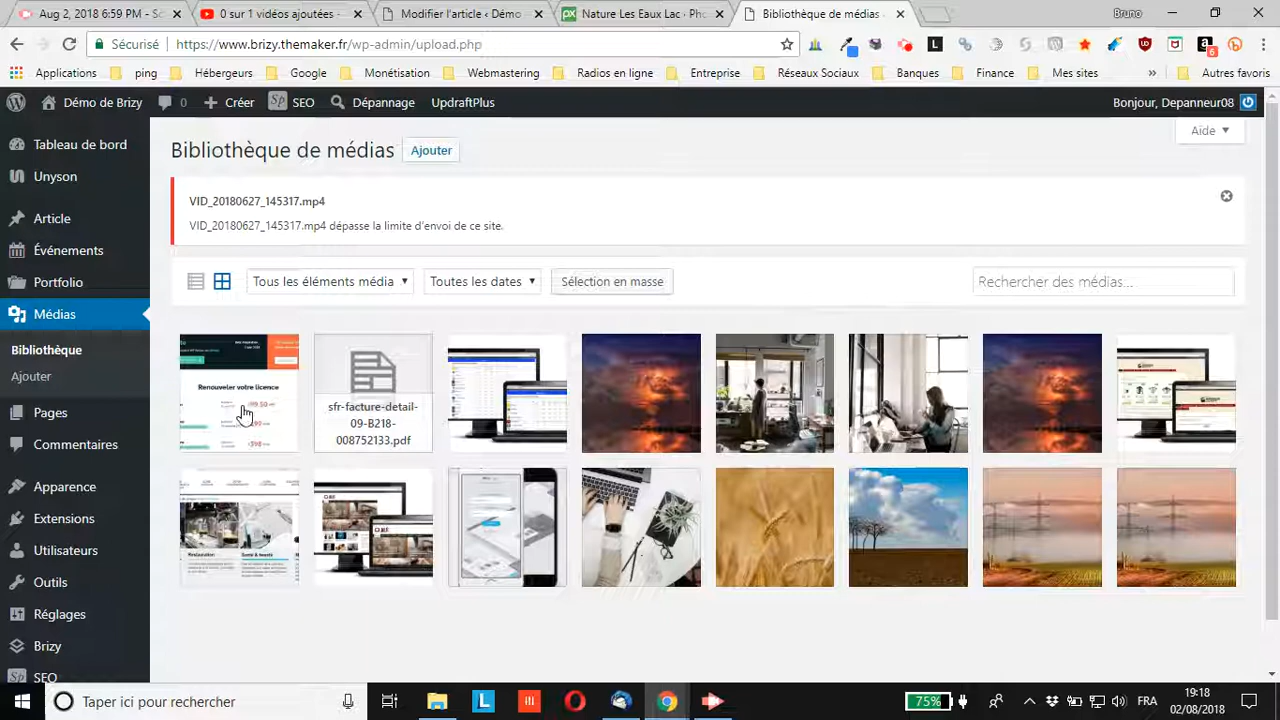 Aug 2, 2018 6:59 PM - Sc
0 sur 1 vidéos ajoutées -
Modifier l'article ‹ Démo
Nature Les Eaux Lac · Pho
Bibliothèque de médias
Bruno
Sécurisé
https://www.brizy.themaker.fr/wp-admin/upload.php
6
Applications
ping
Hébergeurs
Google
Monétisation
Webmastering
Radios en ligne
Entreprise
Réseaux Sociaux
Banques
Finance
Mes sites
»
Autres favoris
Démo de Brizy
0
Créer
SEO
Dépannage
UpdraftPlus
Bonjour, Depanneur08
Tableau de bord
Unyson
Article
Événements
Portfolio
Médias
Bibliothèque
Ajouter
Pages
Commentaires
Apparence
Extensions
Utilisateurs
Outils
Réglages
Brizy
SEO
Bibliothèque de médias
Ajouter
Aide
VID_20180627_145317.mp4
VID_20180627_145317.mp4 dépasse la limite d'envoi de ce site.
Tous les éléments média
Toutes les dates
Sélection en masse
Rechercher des médias...
Renouveler votre licence
sfr-facture-detail-
09-B218-
008752133.pdf
Restauration
Santé & beauté
Taper ici pour rechercher
75%
FRA
19:18
02/08/2018